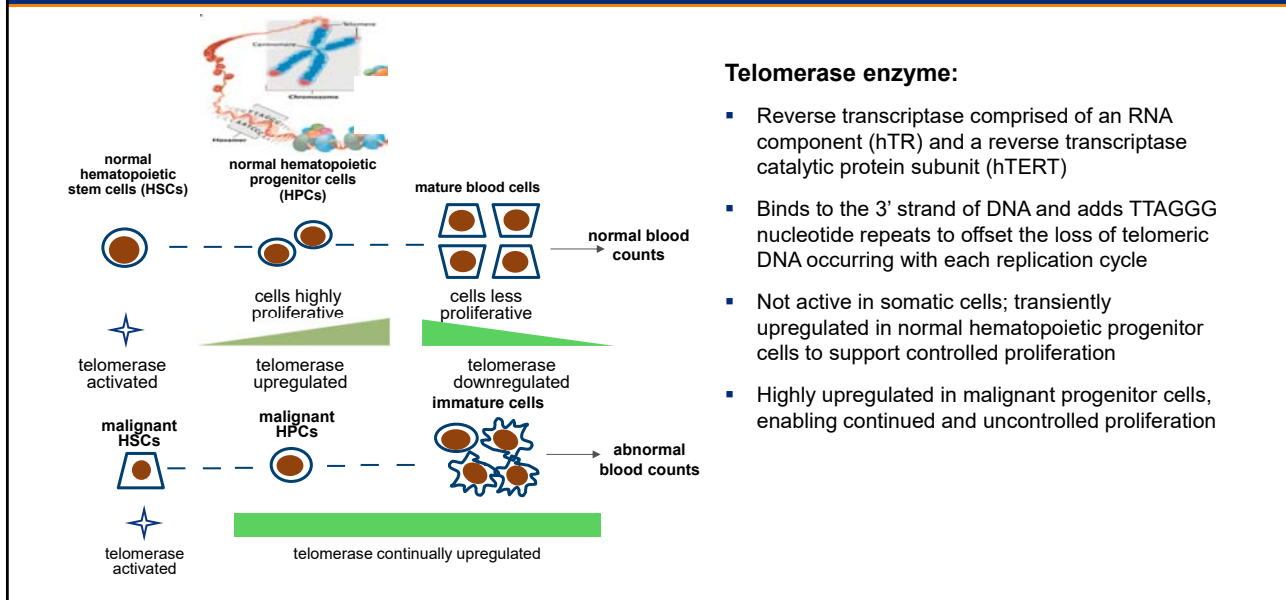 Telomere
Centromere
Chromosome
TTAGGG
Hexamer
normal
hematopoietic
stem cells (HSCs)
normal hematopoietic
progenitor cells
(HPCs)
mature blood cells
normal blood
counts
cells highly
proliferative
cells less
proliferative
telomerase
activated
telomerase
upregulated
telomerase
downregulated
malignant
HSCs
malignant
HPCs
immature cells
abnormal
blood counts
telomerase
activated
telomerase continually upregulated
Telomerase enzyme:
▪ Reverse transcriptase comprised of an RNA
component (hTR) and a reverse transcriptase
catalytic protein subunit (hTERT)
▪ Binds to the 3’ strand of DNA and adds TTAGGG
nucleotide repeats to offset the loss of telomeric
DNA occurring with each replication cycle
▪ Not active in somatic cells; transiently
upregulated in normal hematopoietic progenitor
cells to support controlled proliferation
▪ Highly upregulated in malignant progenitor cells,
enabling continued and uncontrolled proliferation